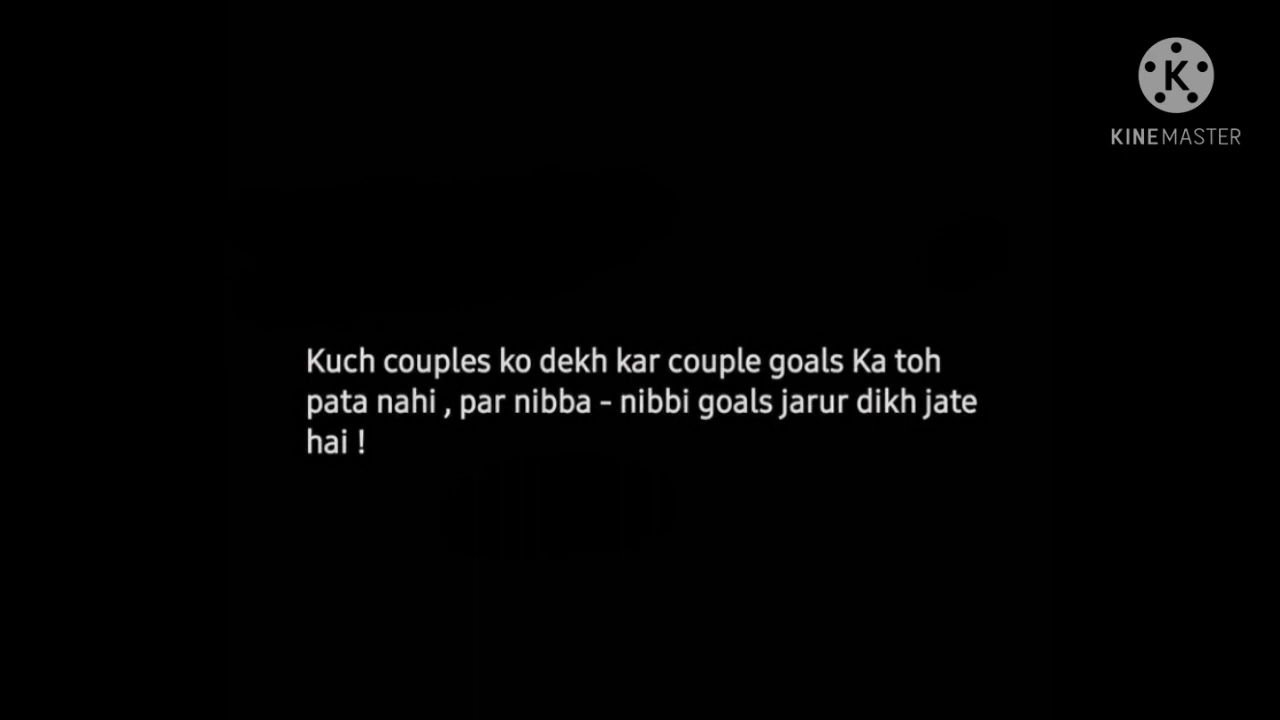 KINEMASTER
Kuch couples ko dekh kar couple goals Ka toh
pata nahi , par nibba - nibbi goals jarur dikh jate
hai !